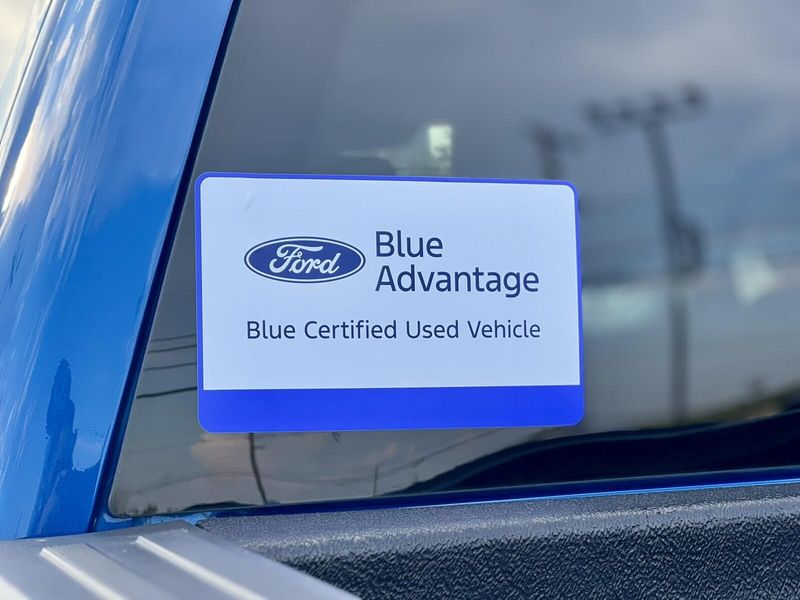 Ford
Blue
Advantage
Blue Certified Used Vehicle